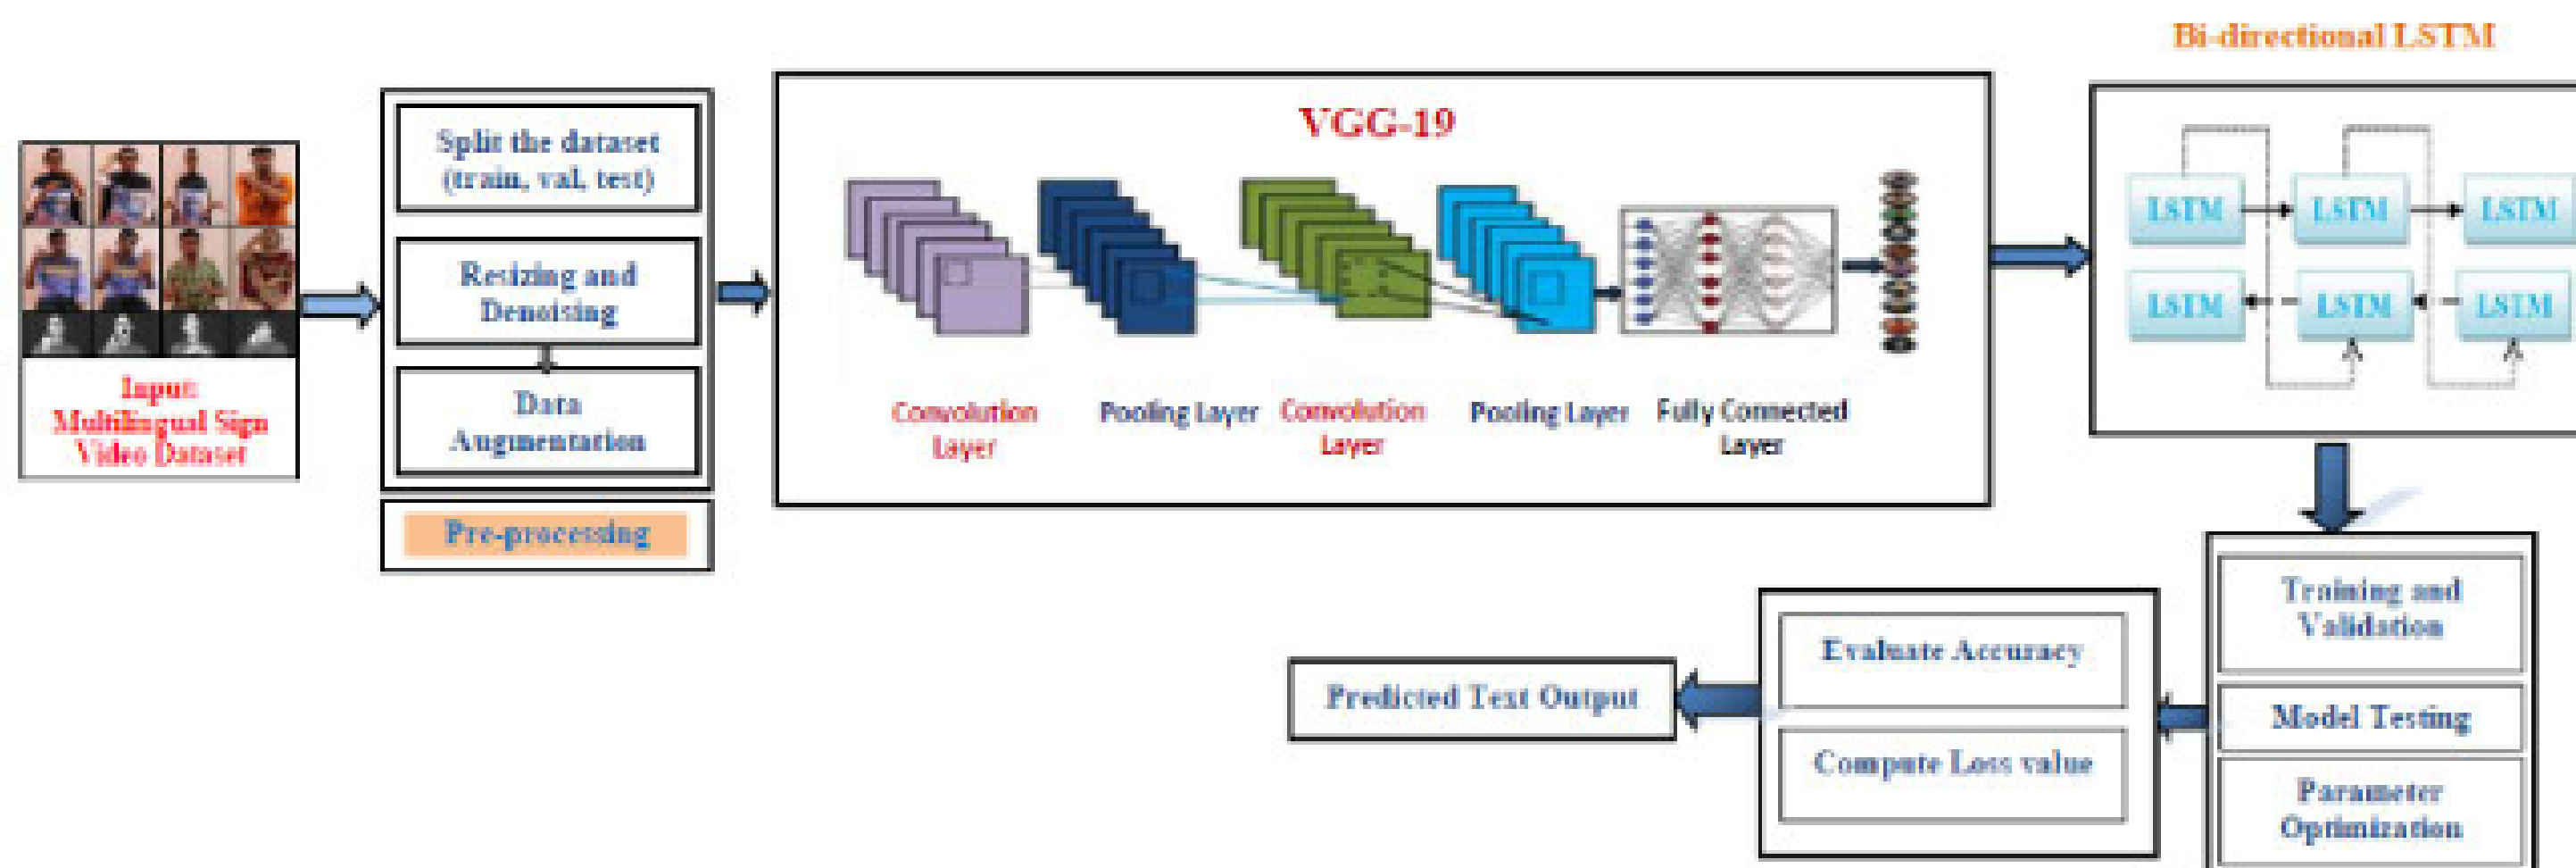 Bi-directional LSTM
Split the dataset
(train, val, test)
Resizing and
Denoising
Data
Augmentation
Pre-processing
Input:
Multilingual Sign
Video Dataset
VGG-19
Convolution
Layer
Pooling Layer
Convolution
Layer
Pooling Layer
Fully Connected
Layer
LSTM
LSTM
LSTM
LSTM
LSTM
LSTM
Training and
Validation
Model Testing
Parameter
Optimization
Evaluate Accuracy
Compute Loss value
Predicted Text Output